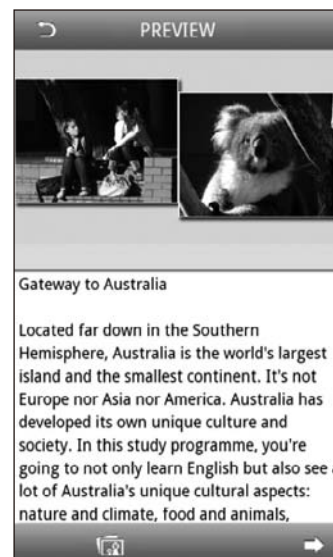 PREVIEW
Gateway to Australia
Located far down in the Southern
Hemisphere, Australia is the world's largest
island and the smallest continent. It's not
Europe nor Asia nor America. Australia has
developed its own unique culture and
society. In this study programme, you're
going to not only learn English but also see a
lot of Australia's unique cultural aspects:
nature and climate, food and animals,